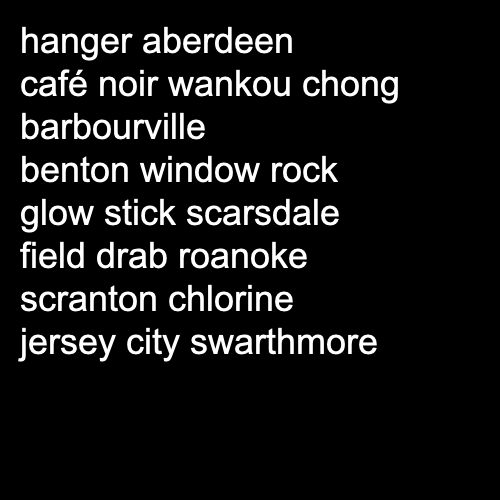 hanger aberdeen
café noir wankou chong
barbourville
benton window rock
glow stick scarsdale
field drab roanoke
scranton chlorine
jersey city swarthmore